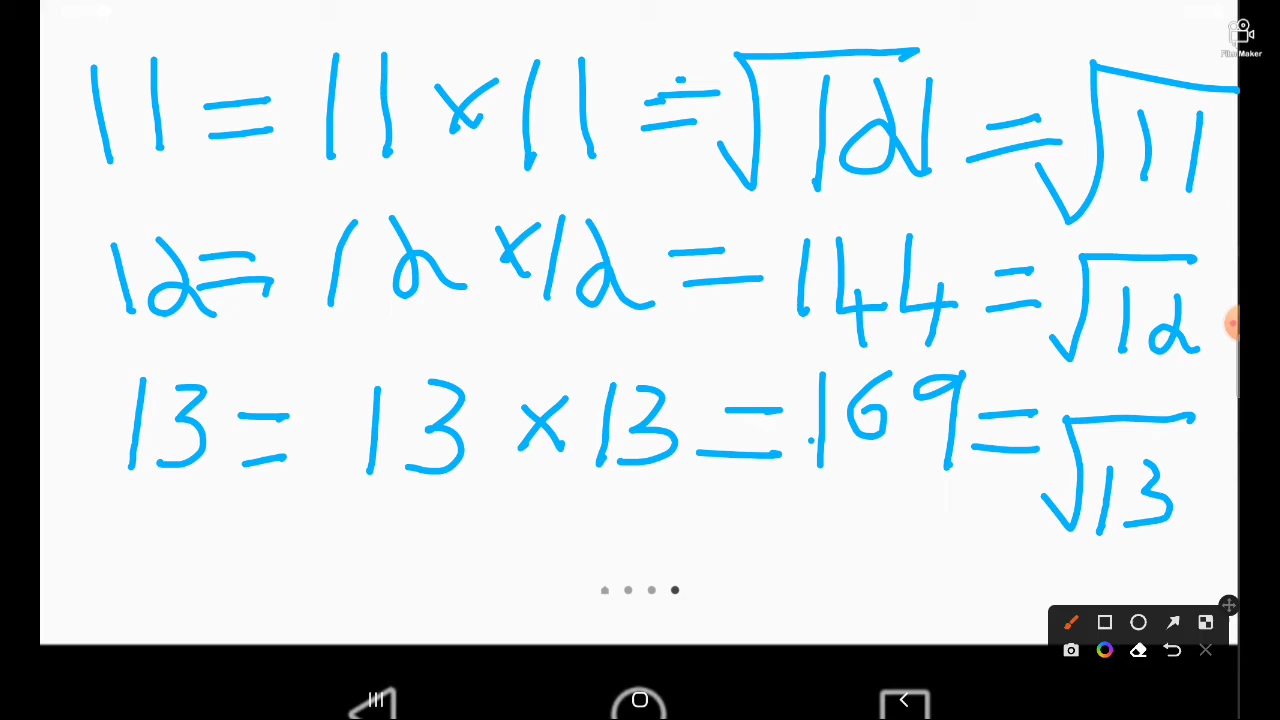 11 = 11 × 11 = √121 = √11
12 = 12 × 12 = 144 = √12
13 = 13 × 13 = 169 = √13